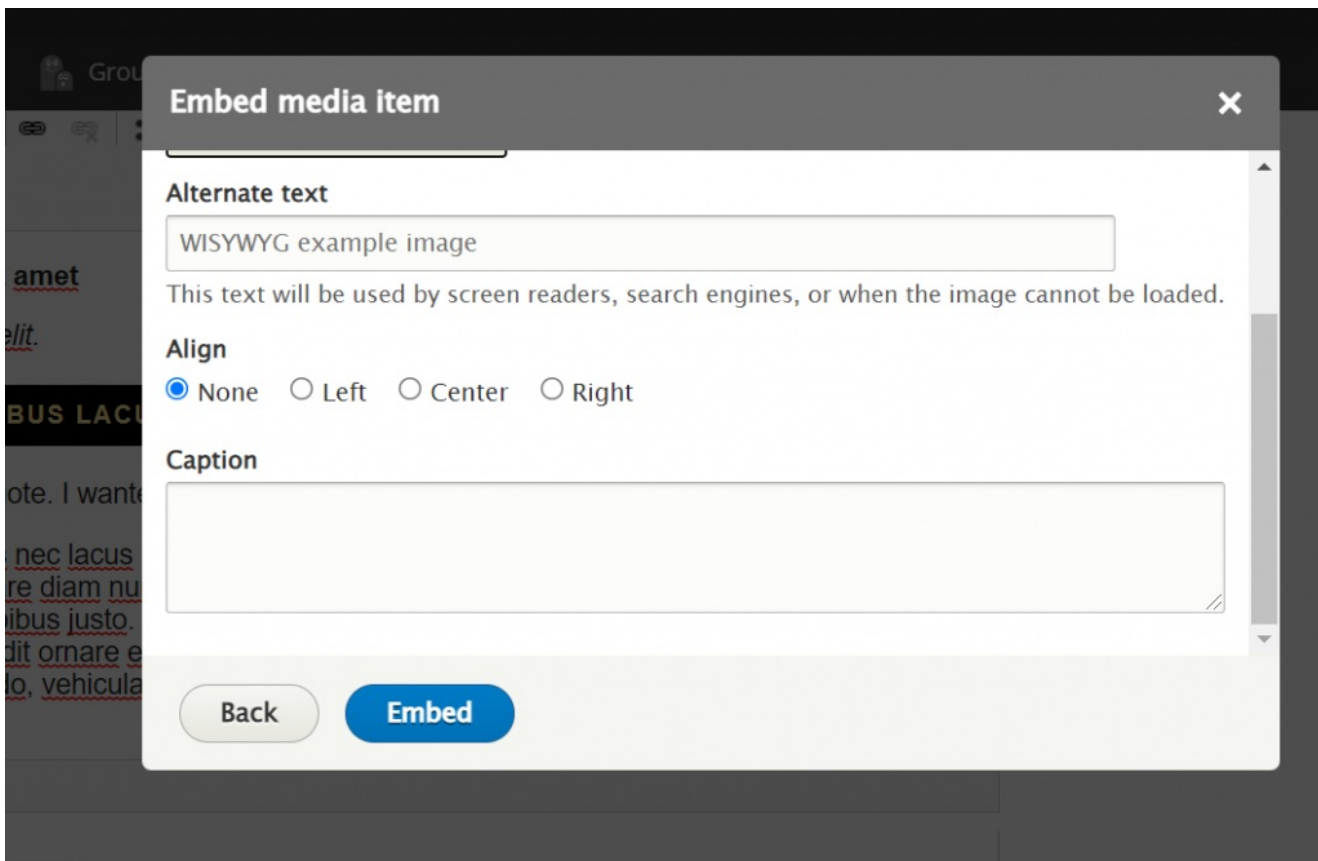 Grou
Embed media item
Alternate text
WISYWYG example image
This text will be used by screen readers, search engines, or when the image cannot be loaded.
Align
None Left Center Right
Caption
Back Embed
amet
elit.
BUS LACU
ote. I wante
nec lacus
re diam nu
ibus justo.
dit ornare e
do, vehicula